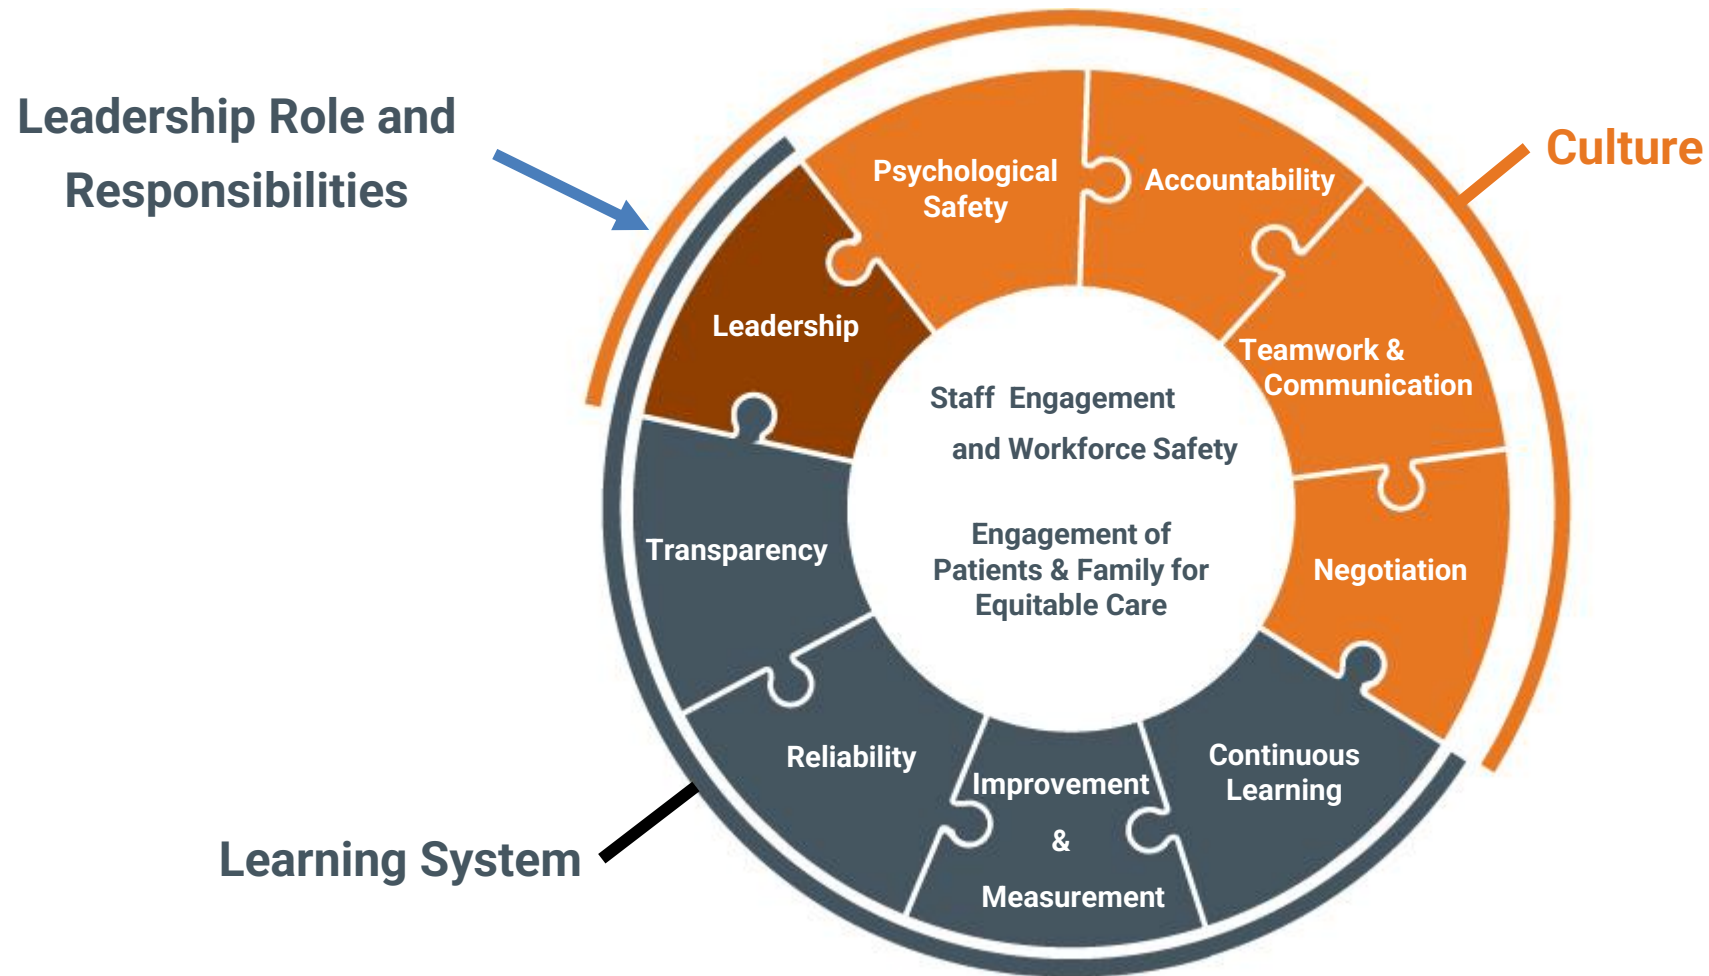 Leadership Role and
Responsibilities
Culture
Psychological
Safety
Accountability
Leadership
Teamwork &
Communication
Staff Engagement
and Workforce Safety
Engagement of
Patients & Family for
Equitable Care
Transparency
Negotiation
Reliability
Improvement
&
Measurement
Continuous
Learning
Learning System